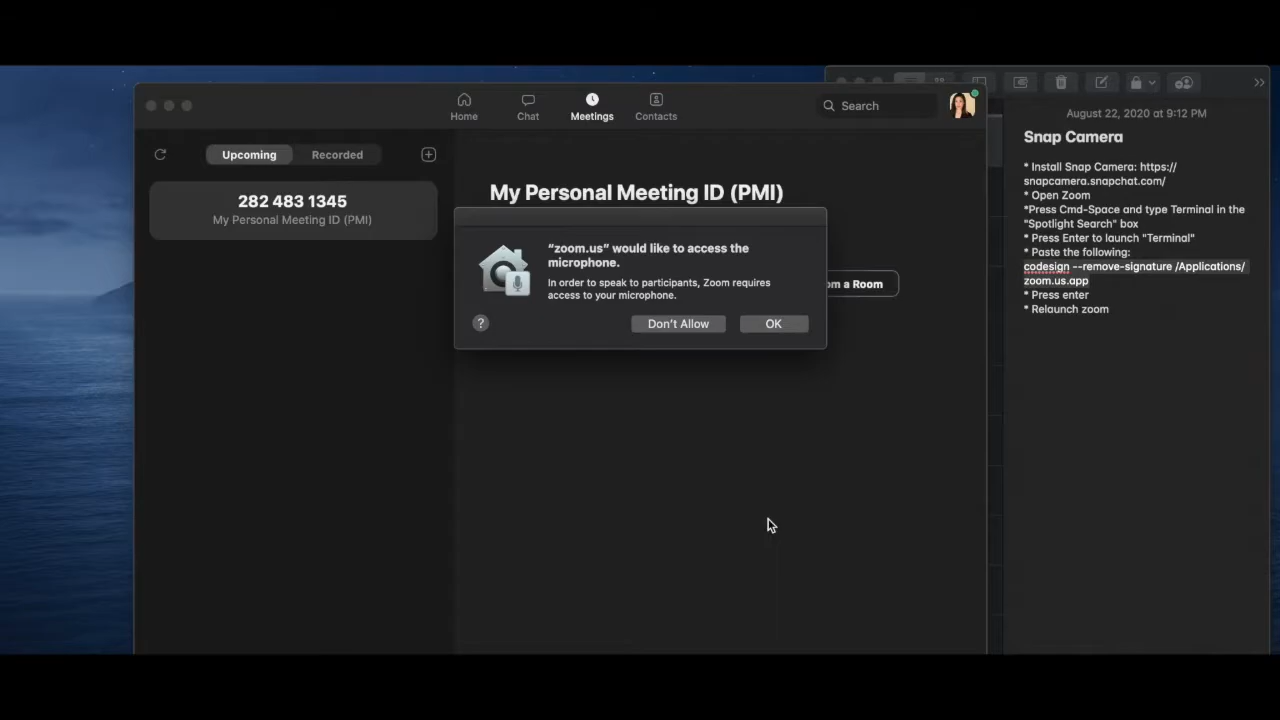 Home
Chat
Meetings
Contacts
Search
Upcoming
Recorded
282 483 1345
My Personal Meeting ID (PMI)
My Personal Meeting ID (PMI)
om a Room
“zoom.us” would like to access the
microphone.
In order to speak to participants, Zoom requires
access to your microphone.
?
Don’t Allow
OK
August 22, 2020 at 9:12 PM
Snap Camera
* Install Snap Camera: https://
snapcamera.snapchat.com/
* Open Zoom
*Press Cmd-Space and type Terminal in the
"Spotlight Search" box
* Press Enter to launch "Terminal"
* Paste the following:
codesign --remove-signature /Applications/
zoom.us.app
* Press enter
* Relaunch zoom